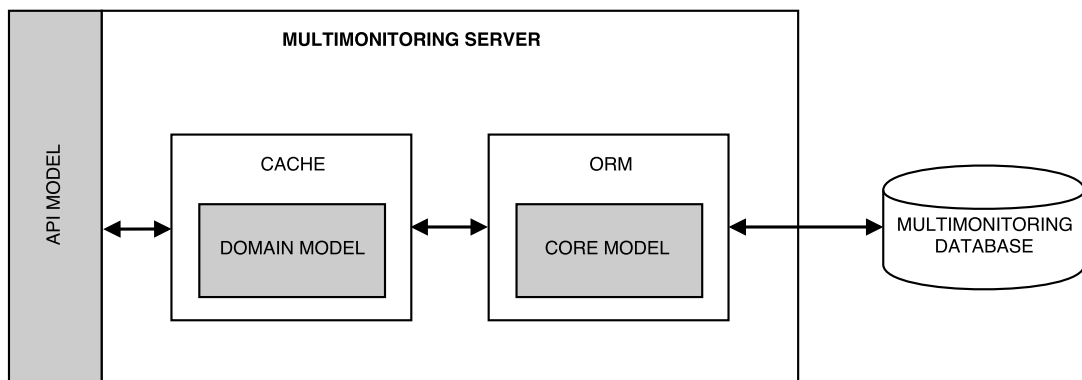 MULTIMONITORING SERVER
API MODEL
CACHE
DOMAIN MODEL
ORM
CORE MODEL
MULTIMONITORING
DATABASE